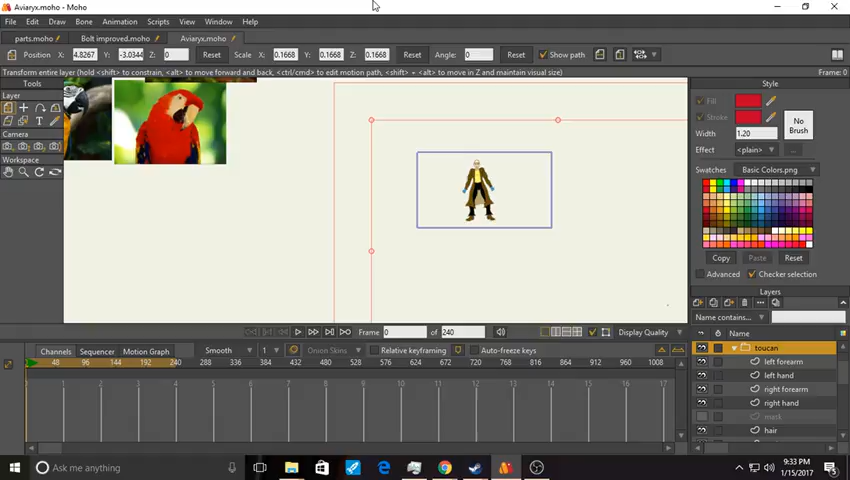 Aviaryx.moho - Moho
File Edit Draw Bone Animation Scripts View Window Help
parts.moho Bolt improved.moho Aviaryx.moho
Position X: 4.8267 Y: -3.0344 Z: 0 Reset Scale X: 0.1668 Y: 0.1668 Z: 0.1668 Reset Angle: 0 Reset Show path
Transform entire layer (hold <shift> to constrain, <alt> to move forward and back, <ctrl/cmd> to edit motion path, <shift> + <alt> to move in Z and maintain visual size) Frame: 0
Tools Style
Layer
Fill
Stroke
No
Brush
Camera
Width 1.20
Effect <plain> ...
Workspace
Swatches Basic Colors.png
Copy Paste Reset
Advanced Checker selection
Layers
Name contains...
Frame 0 of 240 Display Quality
Name
Channels Sequencer Motion Graph Smooth 1 Onion Skins Relative keyframing Auto-freeze keys
toucan
48 96 144 192 240 288 336 384 432 480 528 576 624 672 720 768 816 864 912 960 1008
left forearm
left hand
0 1 2 3 4 5 6 7 8 9 10 11 12 13 14 15 16 17
right forearm
right hand
mask
hair
Ask me anything
9:33 PM
1/15/2017